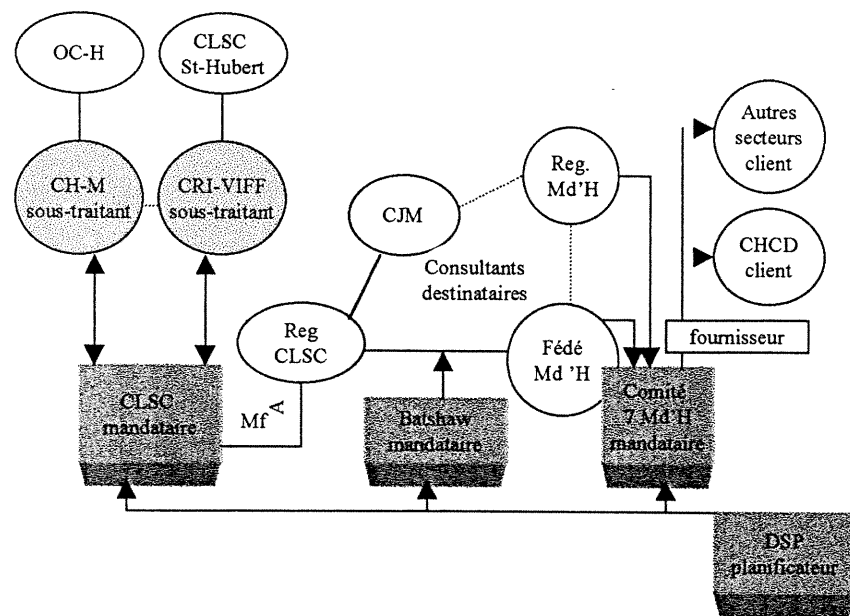 OC-H
CLSC
St-Hubert
CH-M
sous-traitant
CRI-VIFF
sous-traitant
CJM
Reg.
Md'H
Autres
secteurs
client
CHCD
client
Consultants
destinataires
Reg
CLSC
Fédé
Md 'H
fournisseur
CLSC
mandataire
Mf A
Batshaw
mandataire
Comité
7 Md'H
mandataire
DSP
planificateur